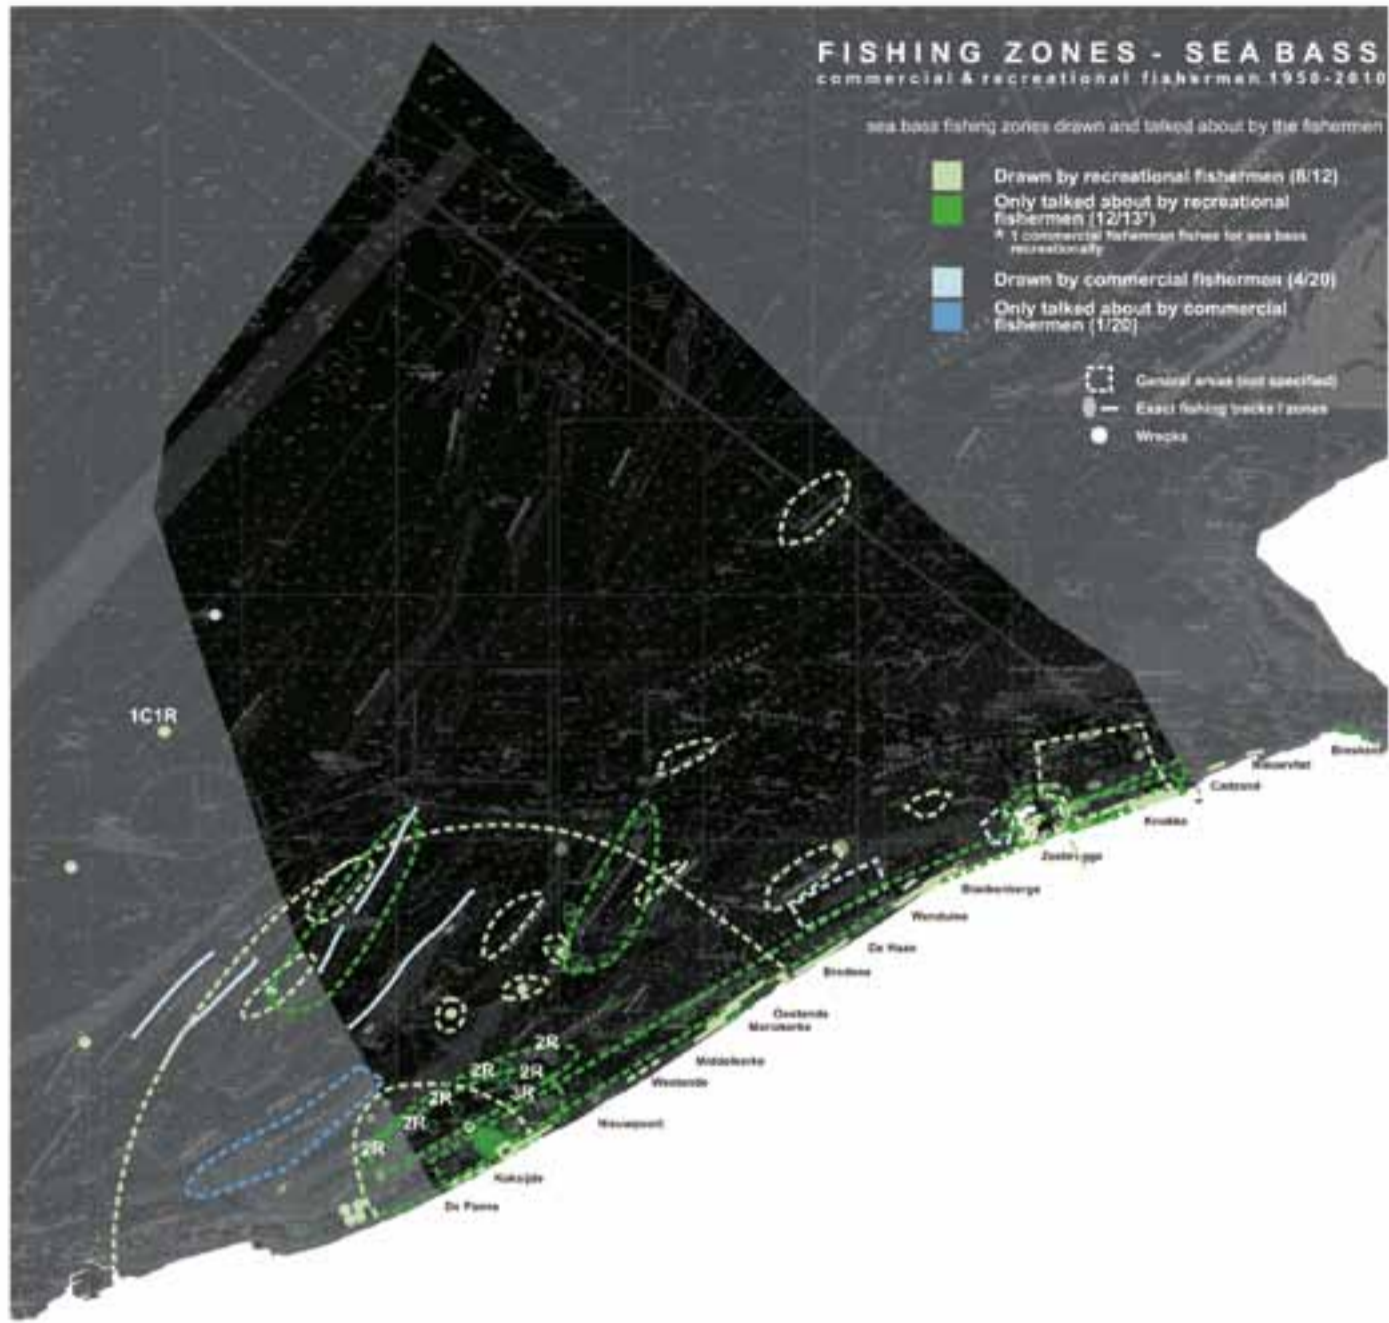 FISHING ZONES - SEA BASS
commercial & recreational fisherman 1950-2010
sea bass fishing zones drawn and talked about by the fishermen
Drawn by recreational fishermen (8/12)
Only talked about by recreational
fishermen (12/13*)
* 1 commercial fisherman fishes for sea bass
recreationally
Drawn by commercial fishermen (4/20)
Only talked about by commercial
fishermen (1/20)
General areas (not specified)
Exact fishing tracks / zones
Wrecks
1C1R
Breskens
Nieuwvliet
Cadzand
Knokke
Zeebrugge
Blankenberge
Wenduine
De Haan
Bredene
Oostende
Mariakerke
Middelkerke
Westende
Nieuwpoort
Koksijde
De Panne
2R
2R
2R
2R
3R
2R
2R